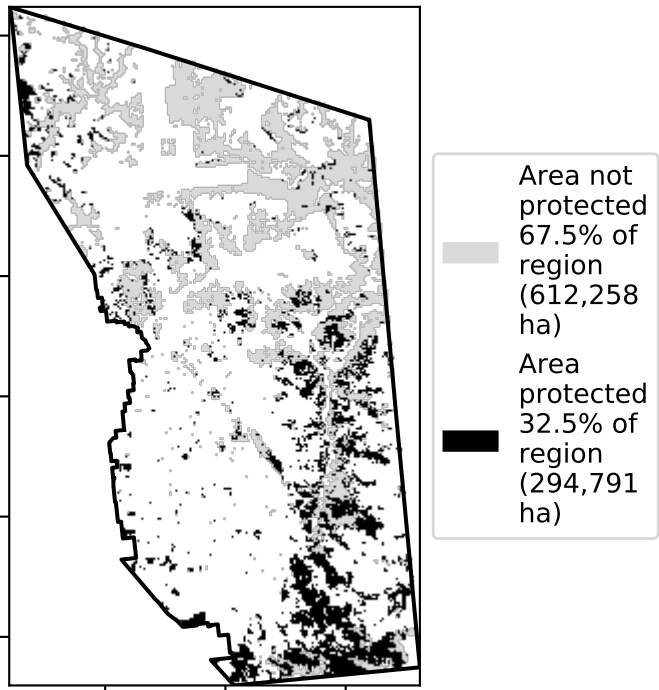 Area not
protected
67.5% of
region
(612,258
ha)
Area
protected
32.5% of
region
(294,791
ha)